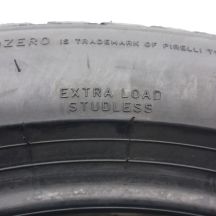 ZERO IS TRADEMARK OF PIRELLI
EXTRA LOAD
STUDLESS